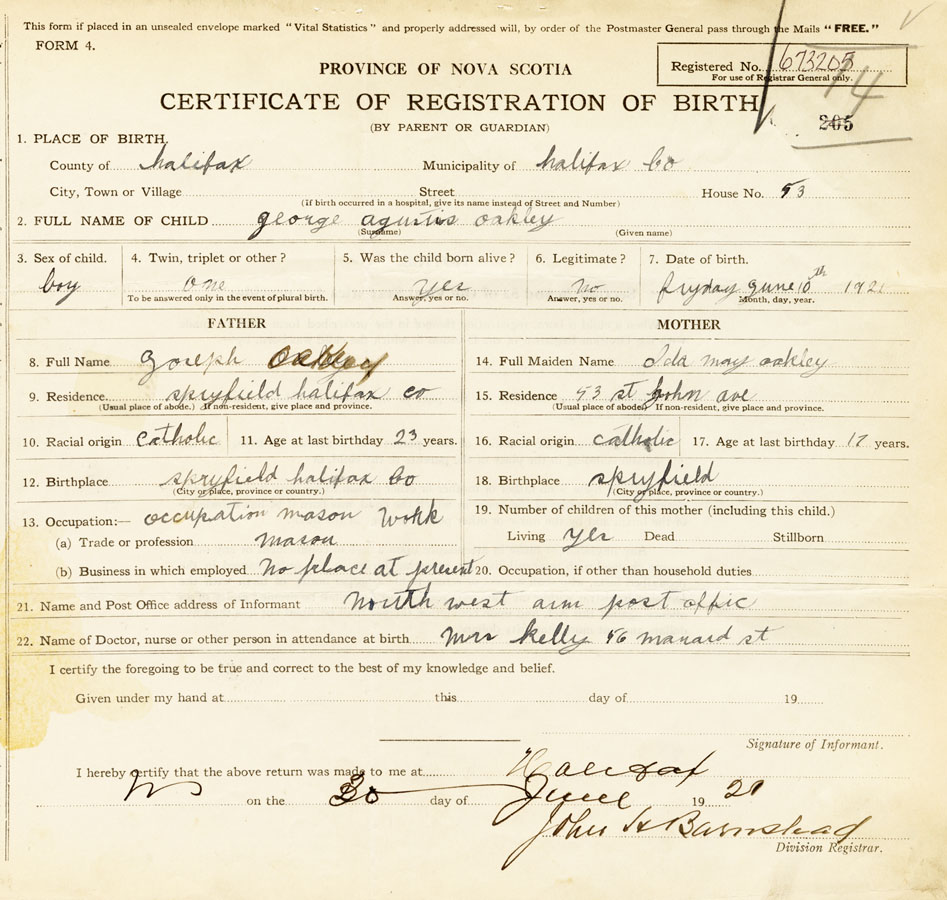 This form if placed in an unsealed envelope marked "Vital Statistics" and properly addressed will, by order of the Postmaster General pass through the Mails "FREE."
FORM 4.
Registered No. 673205
For use of Registrar General only.
14
205
PROVINCE OF NOVA SCOTIA
CERTIFICATE OF REGISTRATION OF BIRTH
(BY PARENT OR GUARDIAN)
1. PLACE OF BIRTH
County of halifax Municipality of halifax Co
City, Town or Village Street House No. 53
(If birth occurred in a hospital, give its name instead of Street and Number)
2. FULL NAME OF CHILD george agustis oakley
(Surname) (Given name)
3. Sex of child. 4. Twin, triplet or other? 5. Was the child born alive? 6. Legitimate? 7. Date of birth.
boy one yes no fryday June 10th 1921
To be answered only in the event of plural birth. Answer, yes or no. Answer, yes or no. Month, day, year.
FATHER MOTHER
8. Full Name Joseph Oakley 14. Full Maiden Name Ida may oakley
9. Residence spryfield halifax co 15. Residence 53 st John ave
(Usual place of abode.) If non-resident, give place and province. (Usual place of abode) If non-resident, give place and province.
10. Racial origin catholic 11. Age at last birthday 23 years. 16. Racial origin catholic 17. Age at last birthday 17 years.
12. Birthplace spryfield halifax Co 18. Birthplace spryfield
(City or place, province or country.) (City or place, province or country.)
13. Occupation:— occupation mason Work 19. Number of children of this mother (including this child.)
(a) Trade or profession mason Living yes Dead Stillborn
(b) Business in which employed No place at present 20. Occupation, if other than household duties
21. Name and Post Office address of Informant North west arm post offic
22. Name of Doctor, nurse or other person in attendance at birth Mrs kelly 56 manard st
I certify the foregoing to be true and correct to the best of my knowledge and belief.
Given under my hand at this day of 19
Signature of Informant.
I hereby certify that the above return was made to me at Halifax
NS on the 30 day of June 19 21
John H Barnstead
Division Registrar.